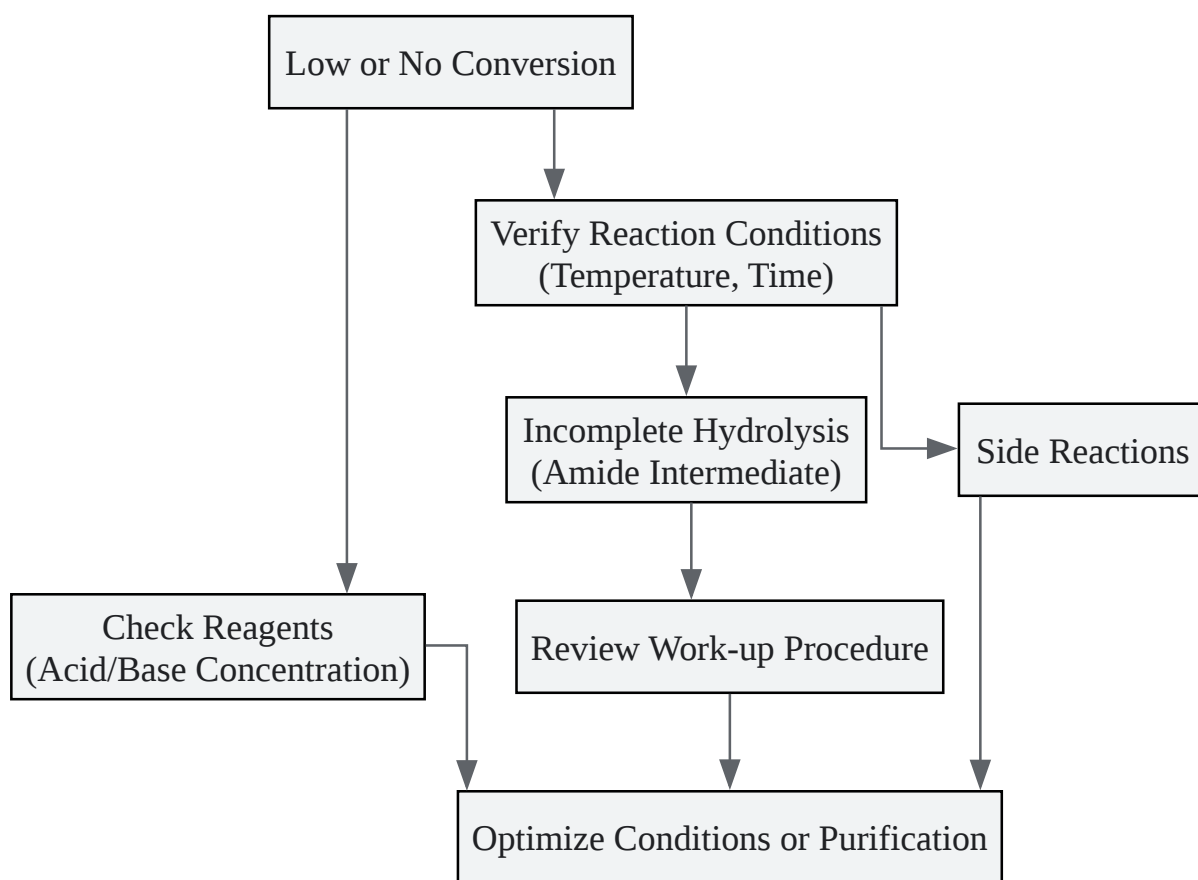 Low or No Conversion
Verify Reaction Conditions
(Temperature, Time)
Incomplete Hydrolysis
(Amide Intermediate)
Side Reactions
Check Reagents
(Acid/Base Concentration)
Review Work-up Procedure
Optimize Conditions or Purification